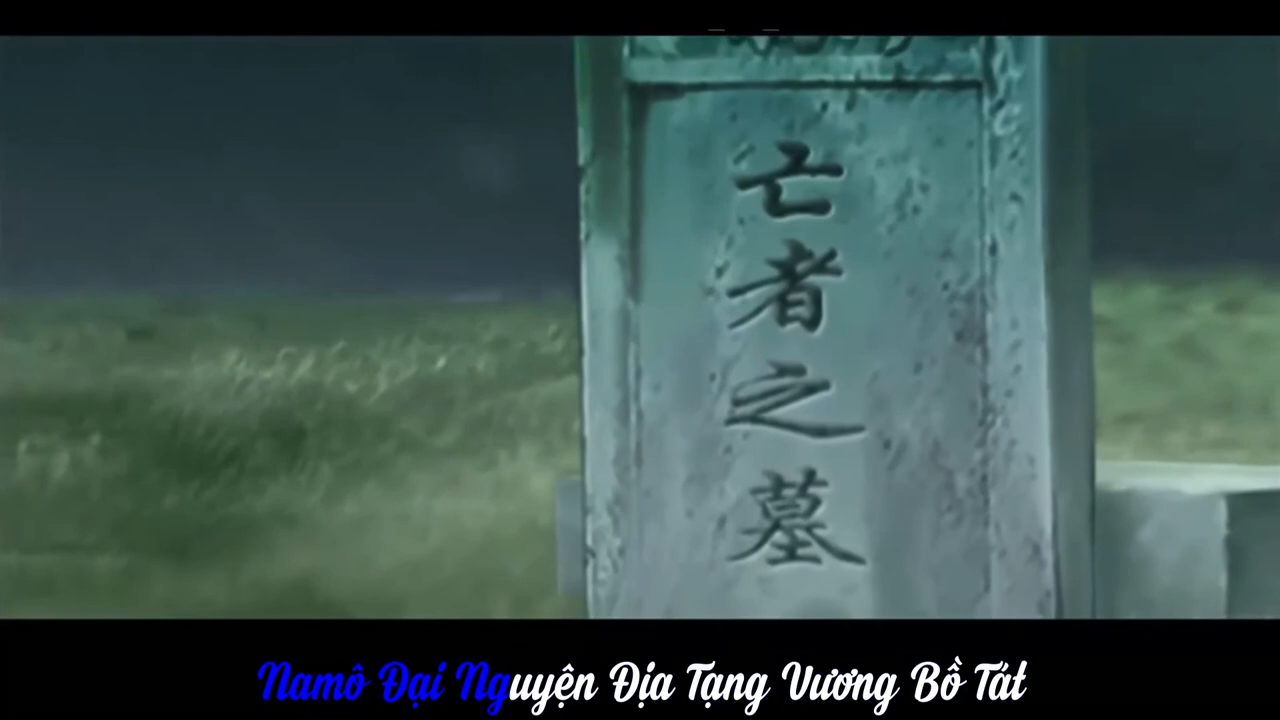 亡者之墓
Namô Đại Nguyện Địa Tạng Vương Bồ Tát